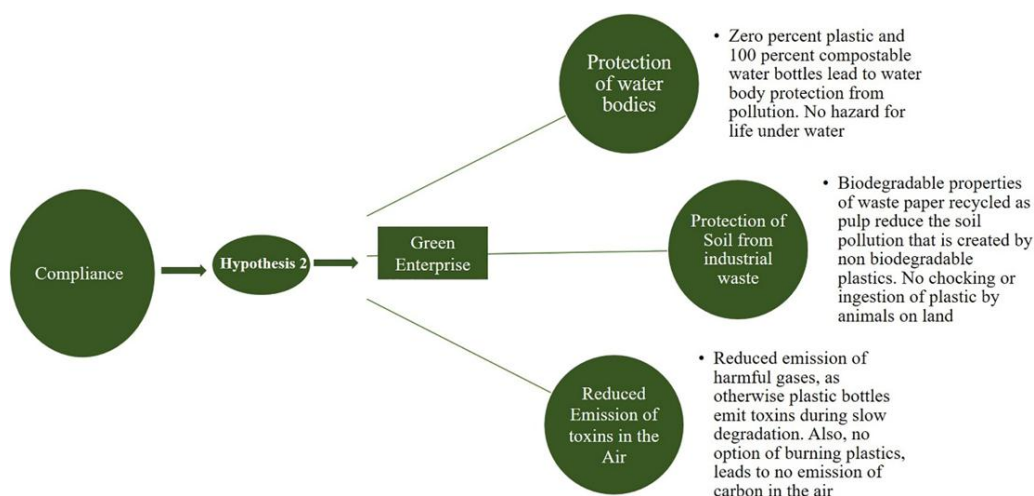 Compliance
Hypothesis 2
Green
Enterprise
Protection
of water
bodies
• Zero percent plastic and
100 percent compostable
water bottles lead to water
body protection from
pollution. No hazard for
life under water
Protection of
Soil from
industrial
waste
• Biodegradable properties
of waste paper recycled as
pulp reduce the soil
pollution that is created by
non biodegradable
plastics. No chocking or
ingestion of plastic by
animals on land
Reduced
Emission of
toxins in the
Air
• Reduced emission of
harmful gases, as
otherwise plastic bottles
emit toxins during slow
degradation. Also, no
option of burning plastics,
leads to no emission of
carbon in the air